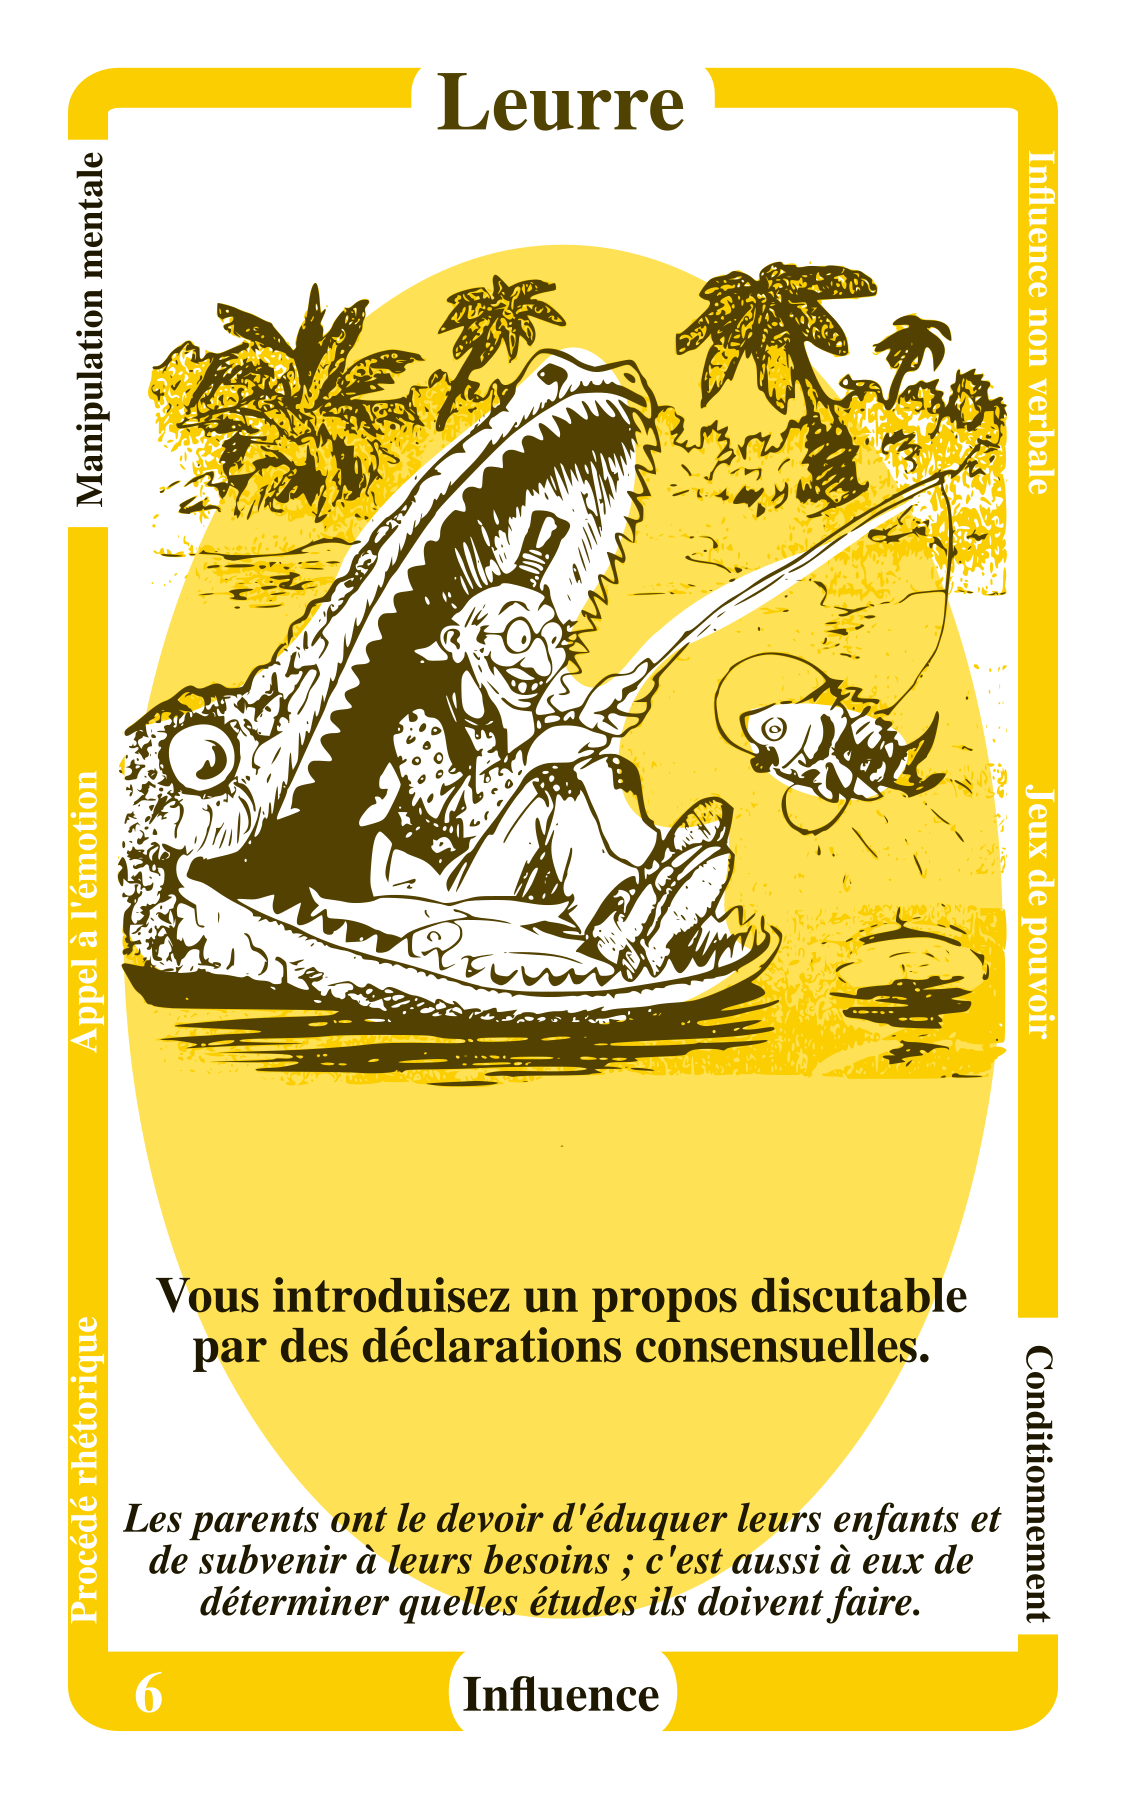 Leurre
Manipulation mentale
Appel à l'émotion
Procédé rhétorique
Influence non verbale
Jeux de pouvoir
Conditionnement
Vous introduisez un propos discutable
par des déclarations consensuelles.
Les parents ont le devoir d'éduquer leurs enfants et
de subvenir à leurs besoins ; c'est aussi à eux de
déterminer quelles études ils doivent faire.
6
Influence